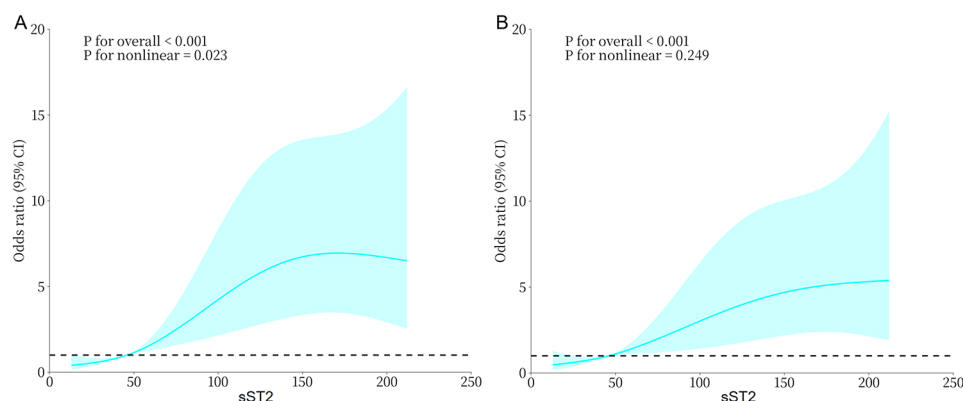 A
P for overall < 0.001
P for nonlinear = 0.023
Odds ratio (95% CI)
20
15
10
5
0
0 50 100 150 200 250
sST2
B
P for overall < 0.001
P for nonlinear = 0.249
Odds ratio (95% CI)
20
15
10
5
0
0 50 100 150 200 250
sST2